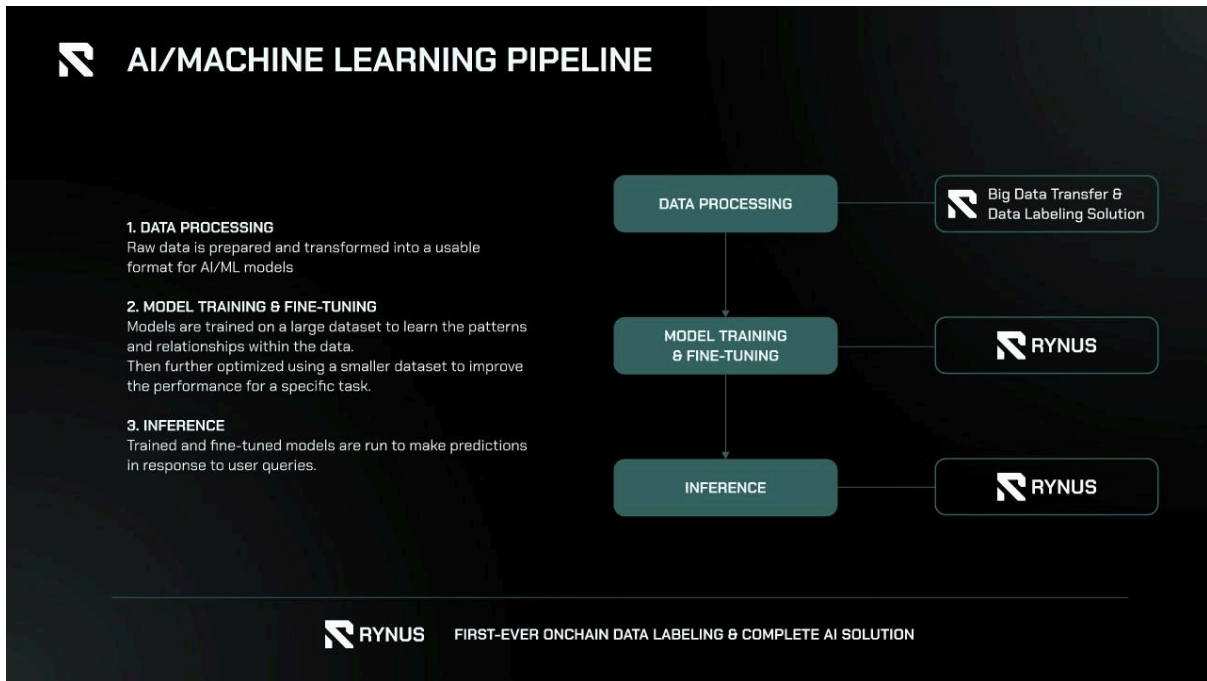 AI/MACHINE LEARNING PIPELINE
1. DATA PROCESSING
Raw data is prepared and transformed into a usable
format for AI/ML models
2. MODEL TRAINING & FINE-TUNING
Models are trained on a large dataset to learn the patterns
and relationships within the data.
Then further optimized using a smaller dataset to improve
the performance for a specific task.
3. INFERENCE
Trained and fine-tuned models are run to make predictions
in response to user queries.
DATA PROCESSING
Big Data Transfer &
Data Labeling Solution
MODEL TRAINING
& FINE-TUNING
RYNUS
INFERENCE
RYNUS
RYNUS
FIRST-EVER ONCHAIN DATA LABELING & COMPLETE AI SOLUTION